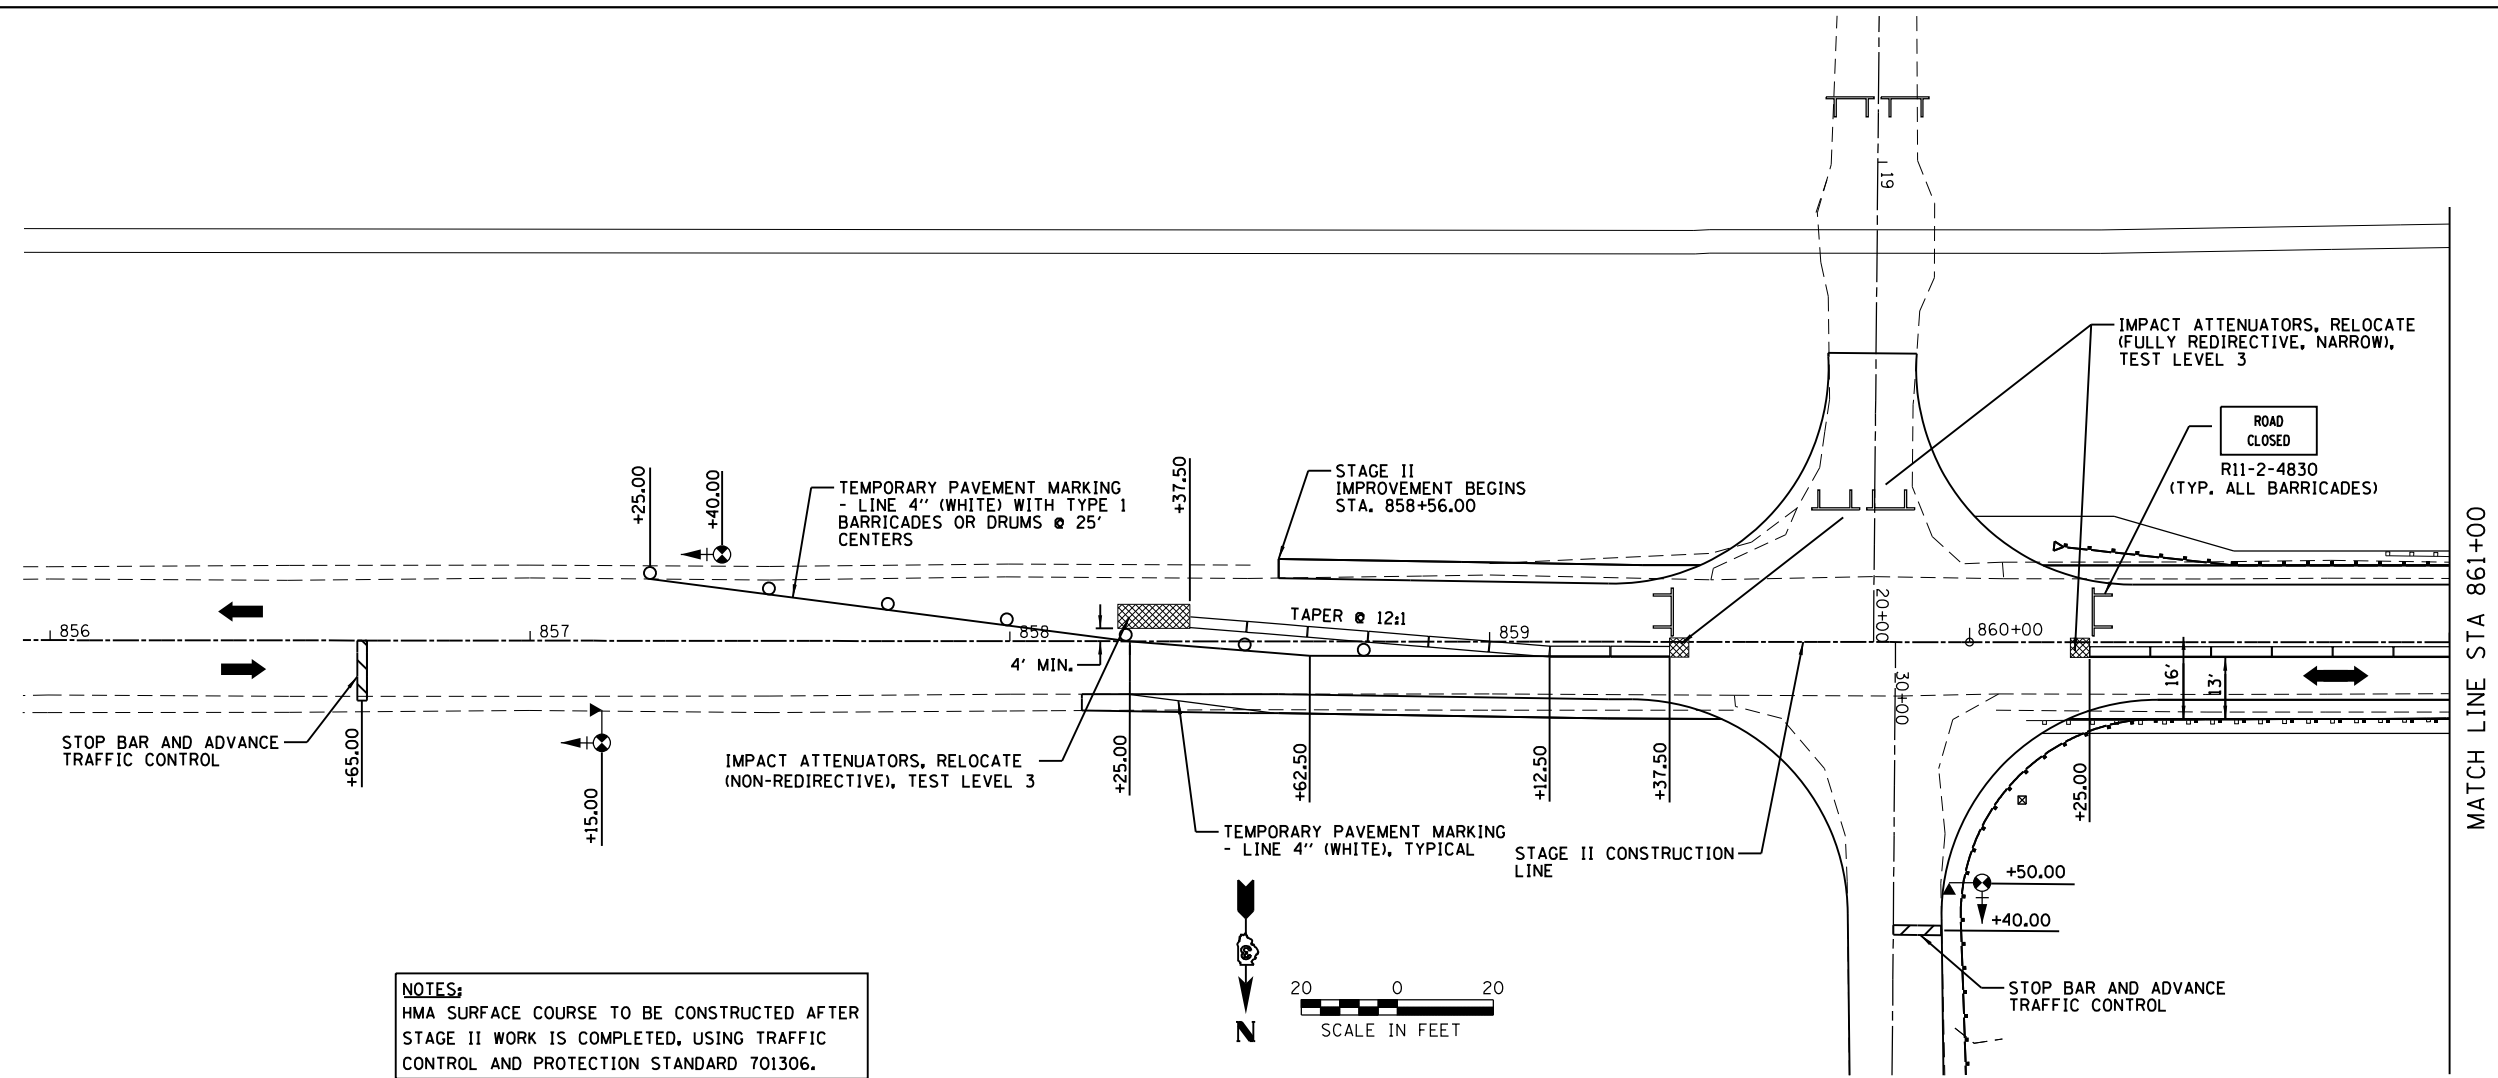 19
IMPACT ATTENUATORS, RELOCATE
(FULLY REDIRECTIVE, NARROW),
TEST LEVEL 3
ROAD
CLOSED
R11-2-4830
(TYP. ALL BARRICADES)
+25.00
+40.00
TEMPORARY PAVEMENT MARKING
- LINE 4'' (WHITE) WITH TYPE 1
BARRICADES OR DRUMS @ 25'
CENTERS
+37.50
STAGE II
IMPROVEMENT BEGINS
STA. 858+56.00
MATCH LINE STA 861+00
TAPER @ 12:1
856
857
858
859
20+00
860+00
4' MIN.
30+00
16'
13'
STOP BAR AND ADVANCE
TRAFFIC CONTROL
+65.00
+15.00
IMPACT ATTENUATORS, RELOCATE
(NON-REDIRECTIVE), TEST LEVEL 3
+25.00
+62.50
+12.50
+37.50
+25.00
TEMPORARY PAVEMENT MARKING
- LINE 4'' (WHITE), TYPICAL
STAGE II CONSTRUCTION
LINE
+50.00
+40.00
STOP BAR AND ADVANCE
TRAFFIC CONTROL
3
N
20 0 20
SCALE IN FEET
NOTES:
HMA SURFACE COURSE TO BE CONSTRUCTED AFTER
STAGE II WORK IS COMPLETED, USING TRAFFIC
CONTROL AND PROTECTION STANDARD 701306.